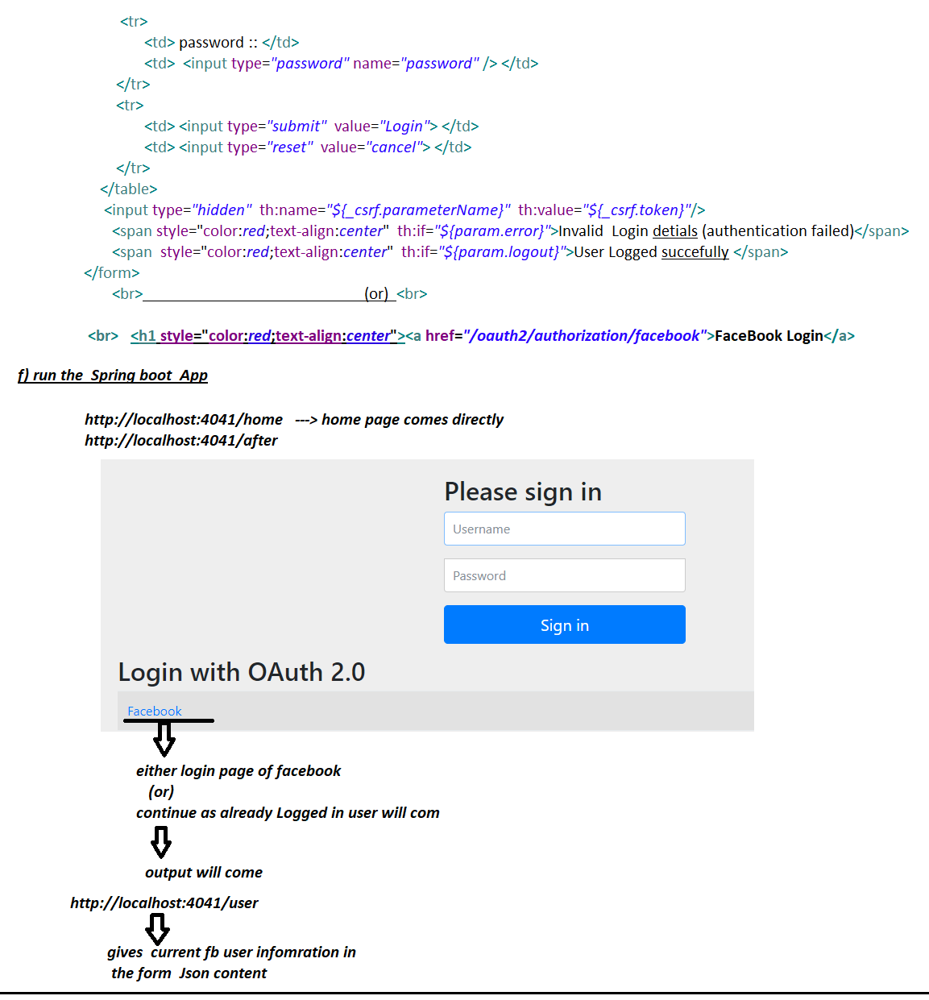 <tr>
<td> password :: </td>
<td>  <input type="password" name="password" /> </td>
</tr>
<tr>
<td> <input type="submit"  value="Login"> </td>
<td> <input type="reset"  value="cancel"> </td>
</tr>
</table>
<input type="hidden"  th:name="${_csrf.parameterName}"  th:value="${_csrf.token}"/>
<span style="color:red;text-align:center"  th:if="${param.error}">Invalid  Login detials (authentication failed)</span>
<span  style="color:red;text-align:center"  th:if="${param.logout}">User Logged succefully </span>
</form>
<br> (or) <br>
<br>   <h1 style="color:red;text-align:center"><a href="/oauth2/authorization/facebook">FaceBook Login</a>
f) run the  Spring boot  App
http://localhost:4041/home   ---> home page comes directly
http://localhost:4041/after
Please sign in
Username
Password
Sign in
Login with OAuth 2.0
Facebook
either login page of facebook
(or)
continue as already Logged in user will com
output will come
http://localhost:4041/user
gives  current fb user infomration in
the form  Json content